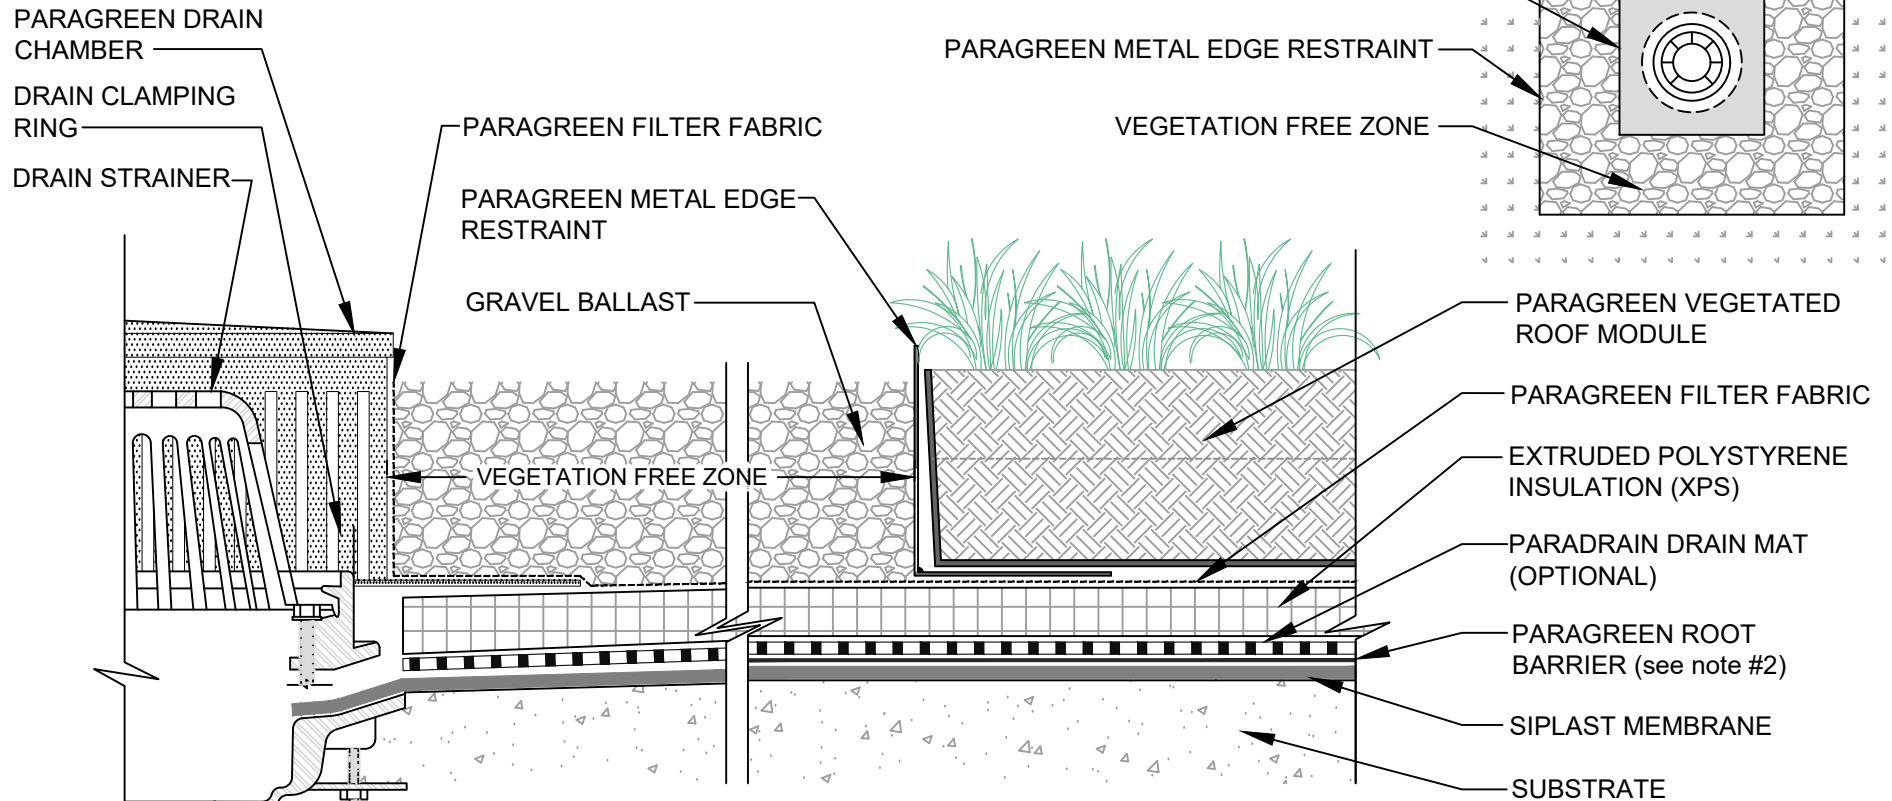 PARAGREEN DRAIN
CHAMBER
DRAIN CLAMPING
RING
DRAIN STRAINER
PARAGREEN FILTER FABRIC
PARAGREEN METAL EDGE
RESTRAINT
GRAVEL BALLAST
VEGETATION FREE ZONE
PARAGREEN METAL EDGE RESTRAINT
VEGETATION FREE ZONE
PARAGREEN VEGETATED
ROOF MODULE
PARAGREEN FILTER FABRIC
EXTRUDED POLYSTYRENE
INSULATION (XPS)
PARADRAIN DRAIN MAT
(OPTIONAL)
PARAGREEN ROOT
BARRIER (see note #2)
SIPLAST MEMBRANE
SUBSTRATE